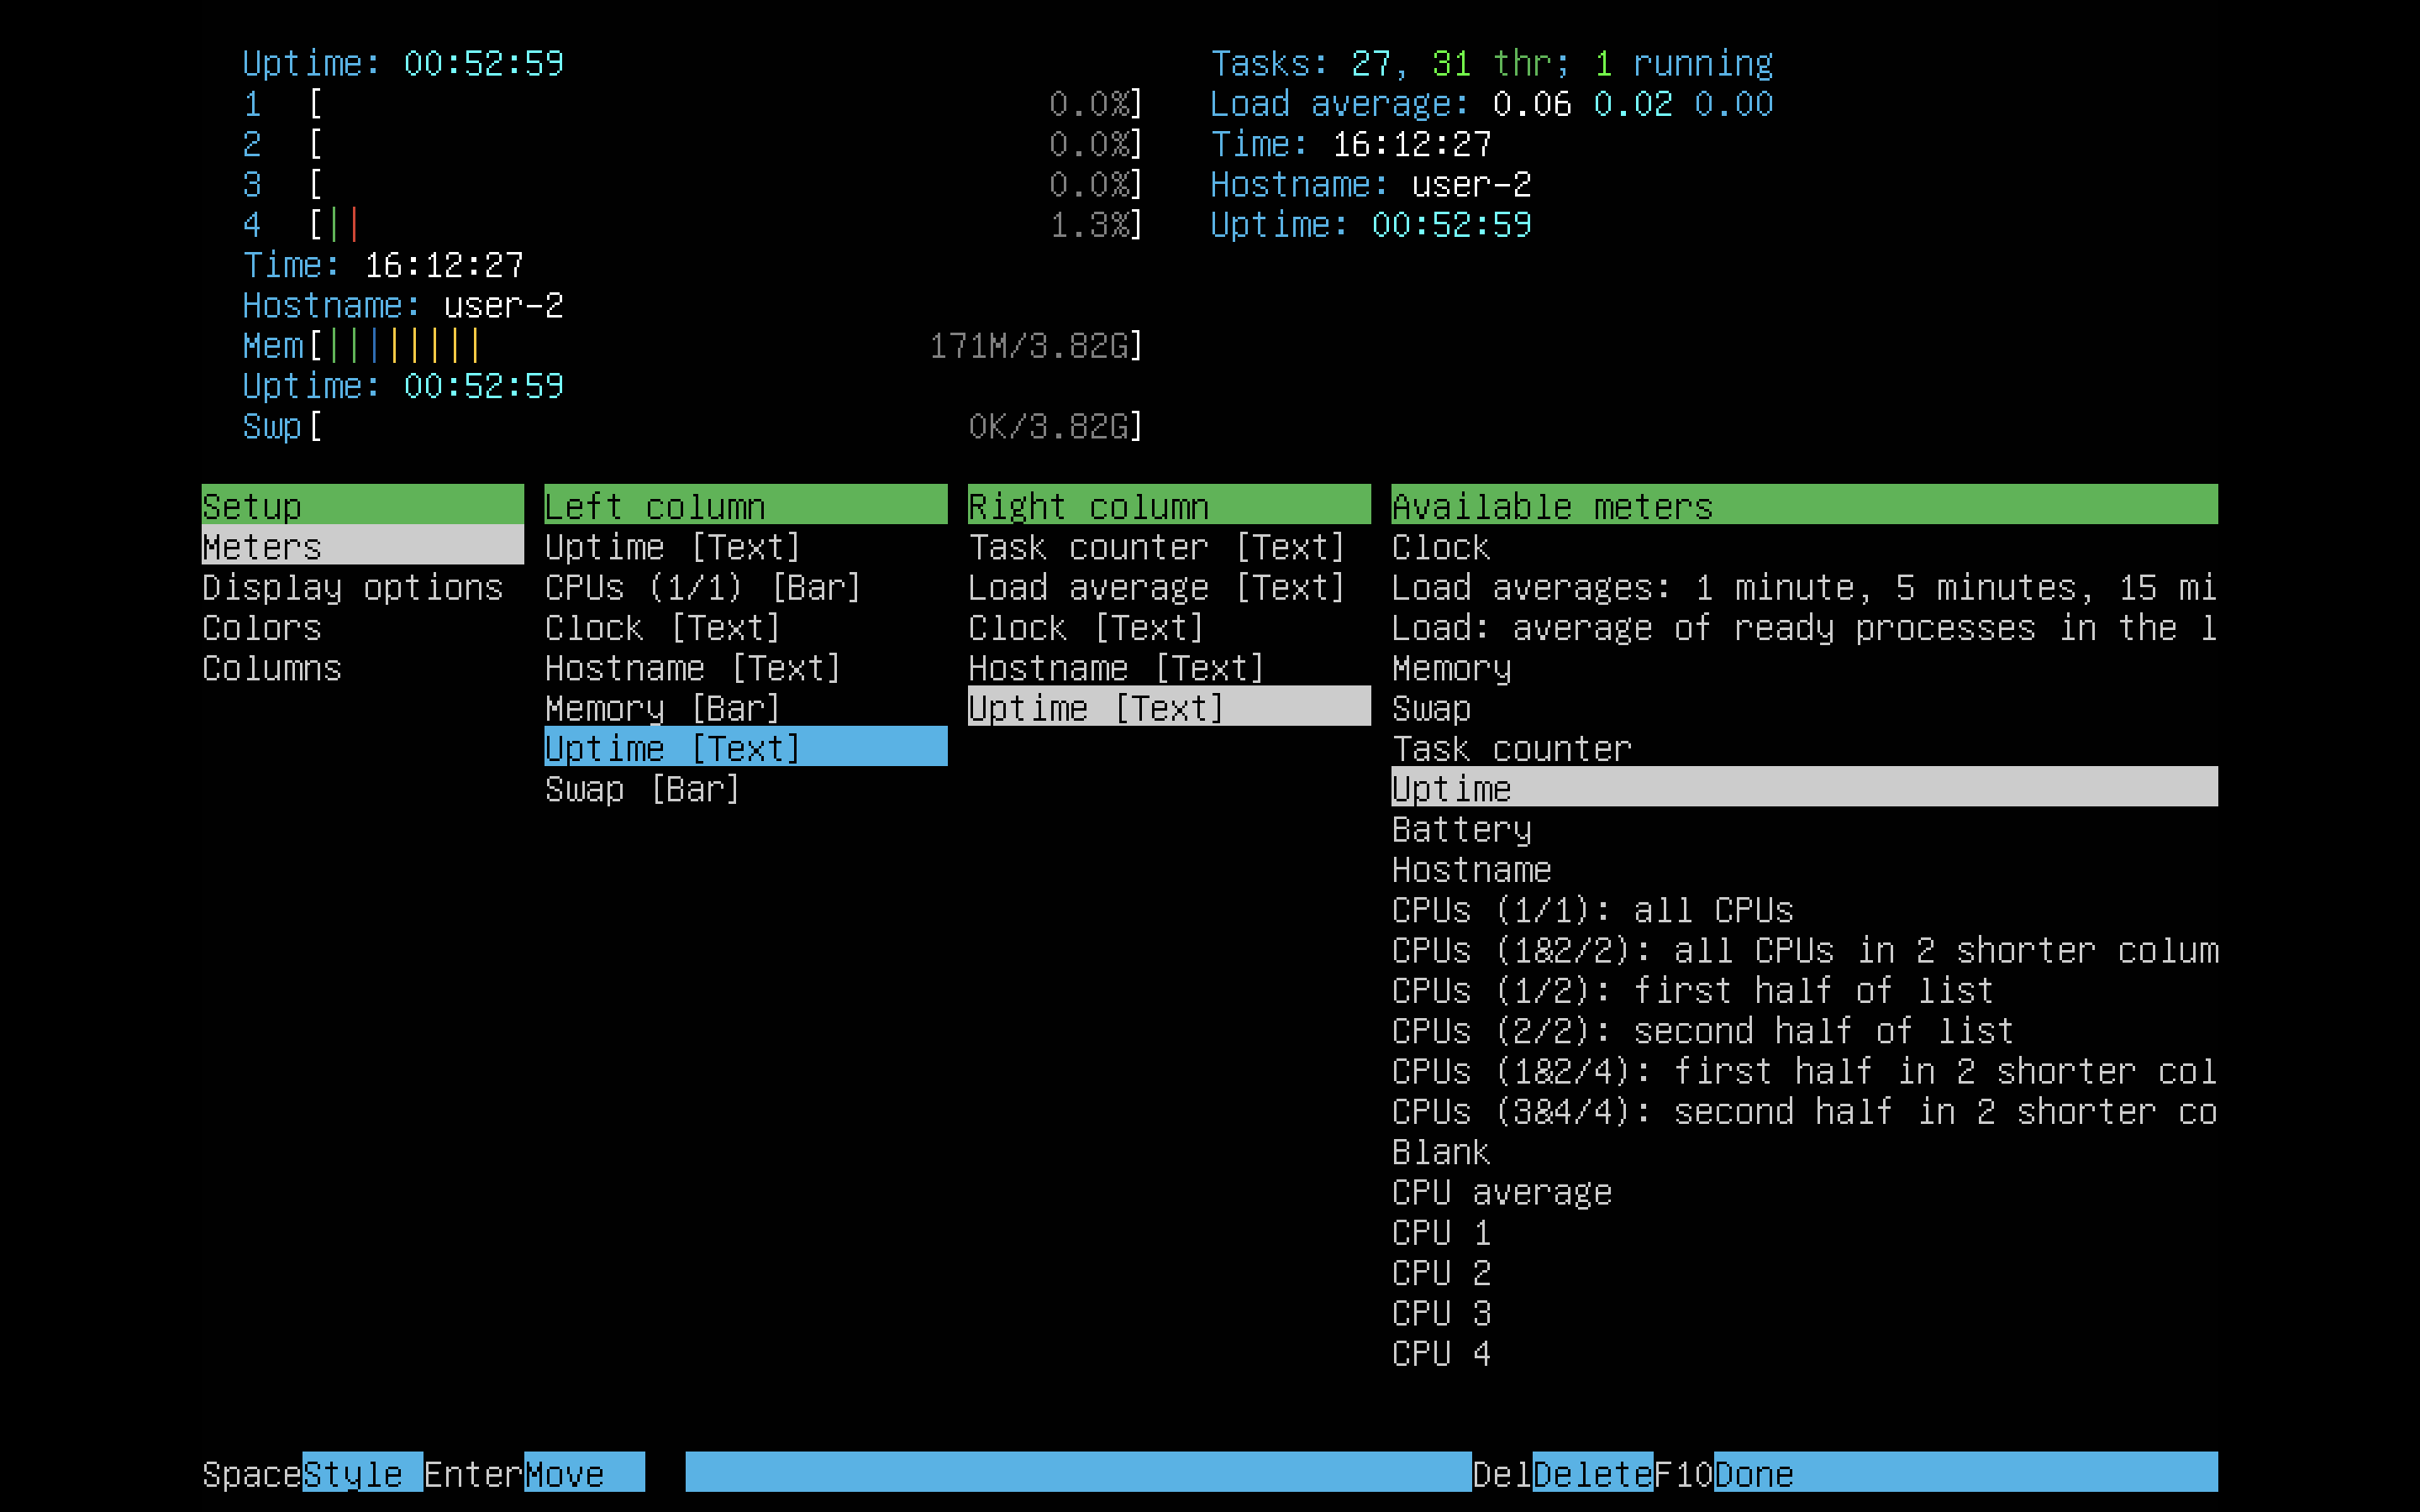 Uptime: 00:52:59
1 [ 0.0%]
2 [ 0.0%]
3 [ 0.0%]
4 [|| 1.3%]
Time: 16:12:27
Hostname: user-2
Mem[|||||||| 171M/3.82G]
Uptime: 00:52:59
Swp[ 0K/3.82G]
Tasks: 27, 31 thr; 1 running
Load average: 0.06 0.02 0.00
Time: 16:12:27
Hostname: user-2
Uptime: 00:52:59
Setup
Meters
Display options
Colors
Columns
Left column
Uptime [Text]
CPUs (1/1) [Bar]
Clock [Text]
Hostname [Text]
Memory [Bar]
Uptime [Text]
Swap [Bar]
Right column
Task counter [Text]
Load average [Text]
Clock [Text]
Hostname [Text]
Uptime [Text]
Available meters
Clock
Load averages: 1 minute, 5 minutes, 15 mi
Load: average of ready processes in the l
Memory
Swap
Task counter
Uptime
Battery
Hostname
CPUs (1/1): all CPUs
CPUs (1&2/2): all CPUs in 2 shorter colum
CPUs (1/2): first half of list
CPUs (2/2): second half of list
CPUs (1&2/4): first half in 2 shorter col
CPUs (3&4/4): second half in 2 shorter co
Blank
CPU average
CPU 1
CPU 2
CPU 3
CPU 4
SpaceStyle EnterMove DelDeleteF10Done